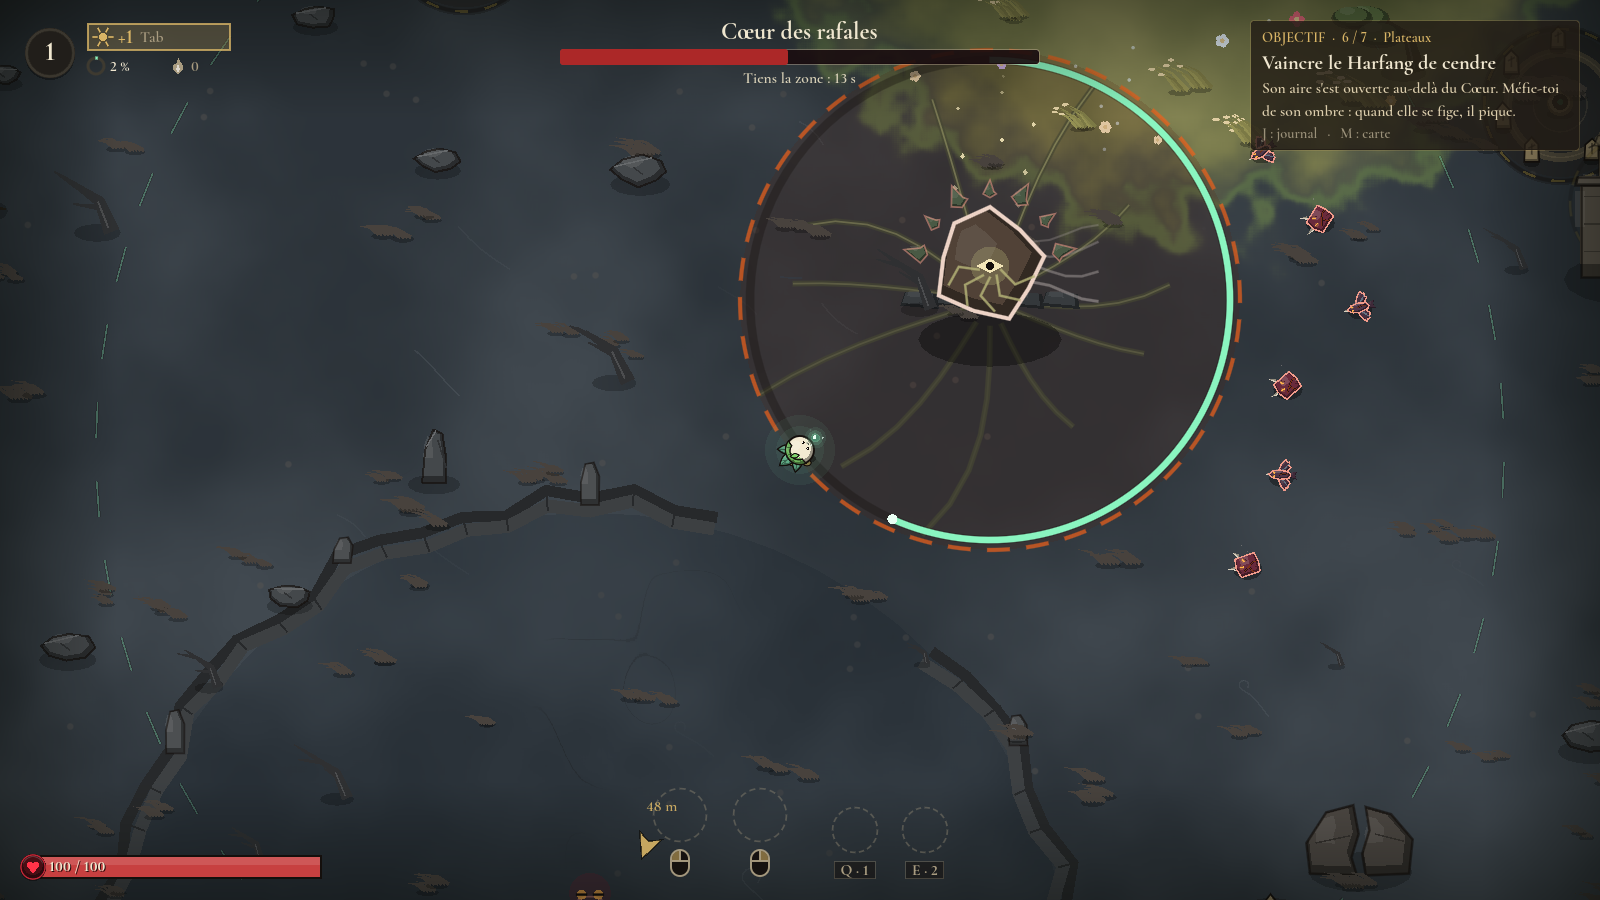 1
+1 Tab
2 %
0
Cœur des rafales
Tiens la zone : 13 s
OBJECTIF · 6 / 7 · Plateaux
Vaincre le Harfang de cendre
Son aire s'est ouverte au-delà du Cœur. Méfie-toi
de son ombre : quand elle se fige, il pique.
J : journal · M : carte
48 m
Q · 1
E · 2
100 / 100